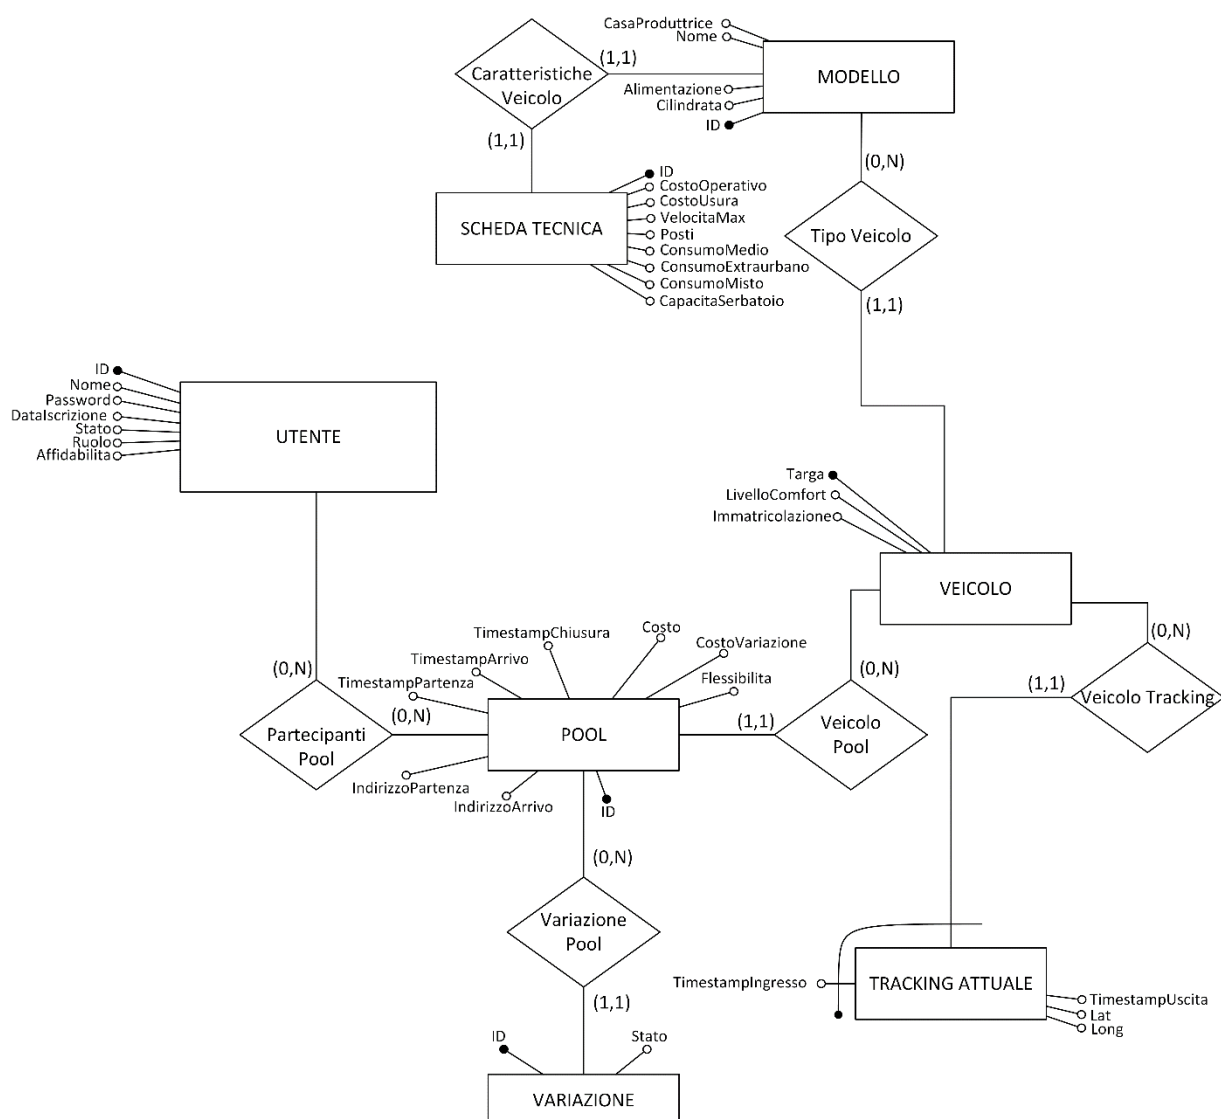 CasaProduttrice
Nome
(1,1)
MODELLO
Caratteristiche
Veicolo
Alimentazione
Cilindrata
ID
(1,1)
(0,N)
ID
CostoOperativo
CostoUsura
VelocitaMax
Posti
ConsumoMedio
ConsumoExtraurbano
ConsumoMisto
CapacitaSerbatoio
SCHEDA TECNICA
Tipo Veicolo
(1,1)
ID
Nome
Password
DataIscrizione
Stato
Ruolo
Affidabilita
UTENTE
Targa
LivelloComfort
Immatricolazione
VEICOLO
TimestampChiusura
Costo
(0,N)
TimestampArrivo
CostoVariazione
(0,N)
(0,N)
TimestampPartenza
Flessibilita
(1,1)
Veicolo Tracking
(0,N)
Partecipanti
Pool
POOL
(1,1)
Veicolo
Pool
IndirizzoPartenza
IndirizzoArrivo
ID
(0,N)
Variazione
Pool
TimestampIngresso
TRACKING ATTUALE
TimestampUscita
Lat
Long
(1,1)
ID
Stato
VARIAZIONE